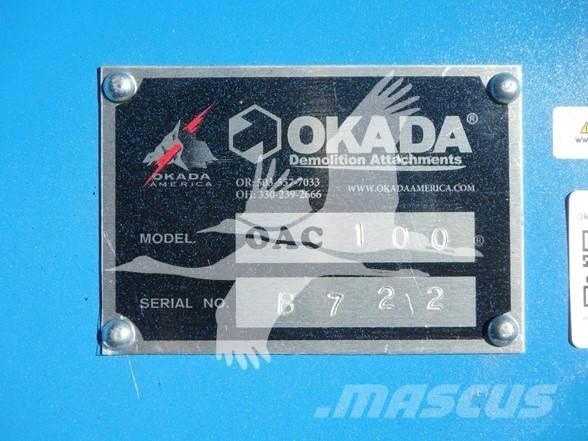 OKADA®
Demolition Attachments
OKADA
AMERICA
OR: 503-557-7033
OH: 330-239-2666
WWW.OKADAAMERICA.COM
MODEL. OAC 100 ®
SERIAL NO. B722
MASCUS